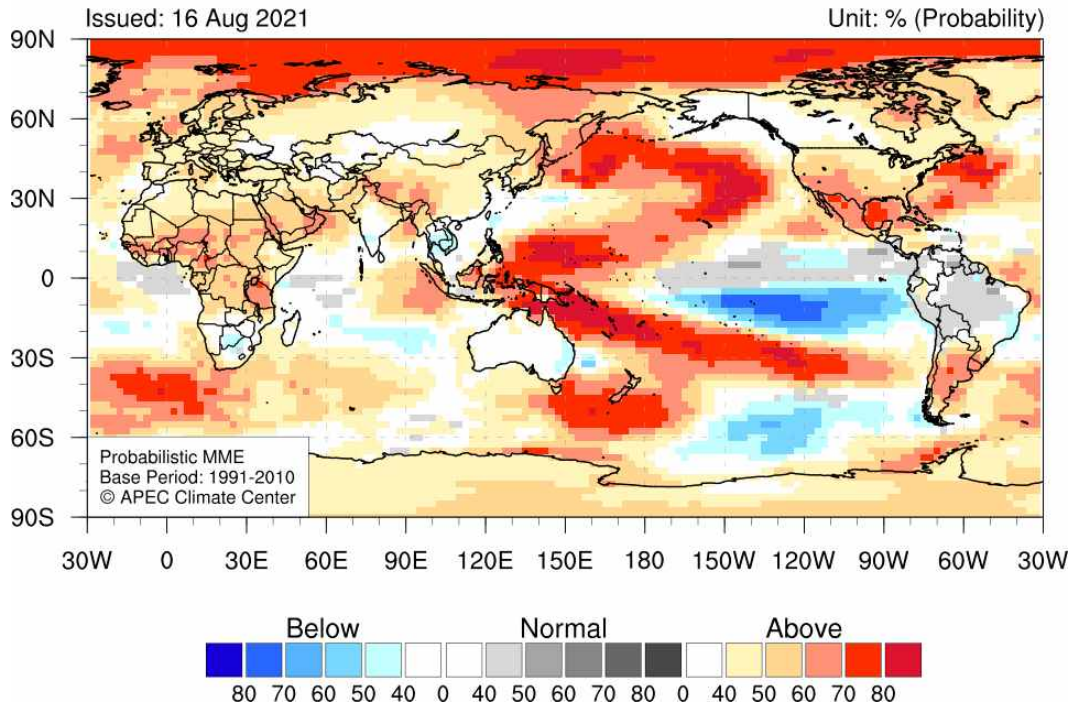 Issued: 16 Aug 2021 Unit: % (Probability)
90N
60N
30N
0
30S
60S
90S
Probabilistic MME
Base Period: 1991-2010
© APEC Climate Center
30W 0 30E 60E 90E 120E 150E 180 150W 120W 90W 60W 30W
Below Normal Above
80 70 60 50 40 0 40 50 60 70 80 0 40 50 60 70 80